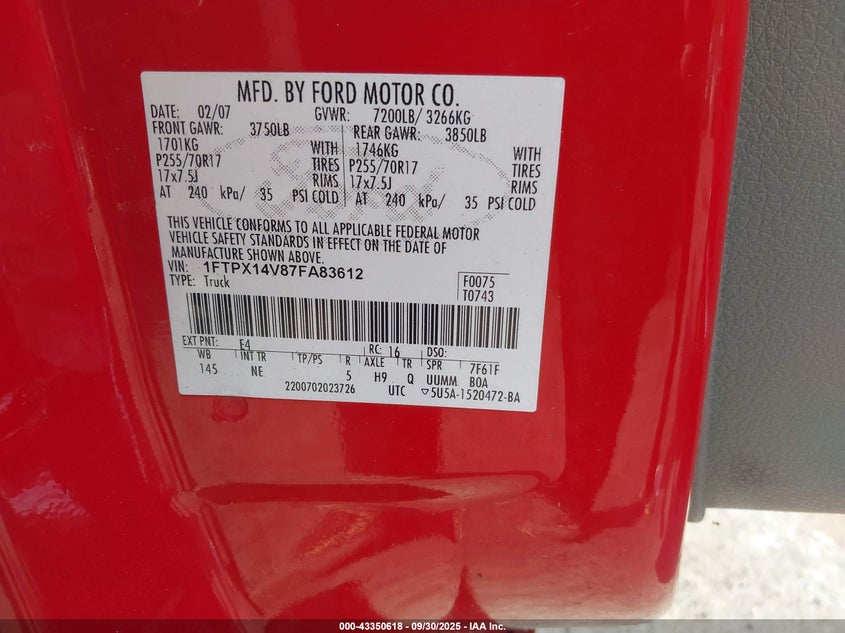 MFD. BY FORD MOTOR CO.
DATE: 02/07 GVWR: 7200LB/ 3266KG
FRONT GAWR: 3750LB REAR GAWR: 3850LB
1701KG WITH 1746KG WITH
P255/70R17 TIRES P255/70R17 TIRES
17x7.5J RIMS 17x7.5J RIMS
AT 240 kPa/ 35 PSI COLD AT 240 kPa/ 35 PSI COLD
Ford
THIS VEHICLE CONFORMS TO ALL APPLICABLE FEDERAL MOTOR
VEHICLE SAFETY STANDARDS IN EFFECT ON THE DATE OF
MANUFACTURE SHOWN ABOVE.
VIN: 1FTPX14V87FA83612
TYPE: Truck
F0075
T0743
EXT PNT: E4 RC: 16 DSO:
WB INT TR TP/PS R AXLE TR SPR 7F61F
145 NE 5 H9 Q UUMM BOA
2200702023726 UTC ▽5U5A-1520472-BA
000-43350618 - 09/30/2025 - IAA Inc.